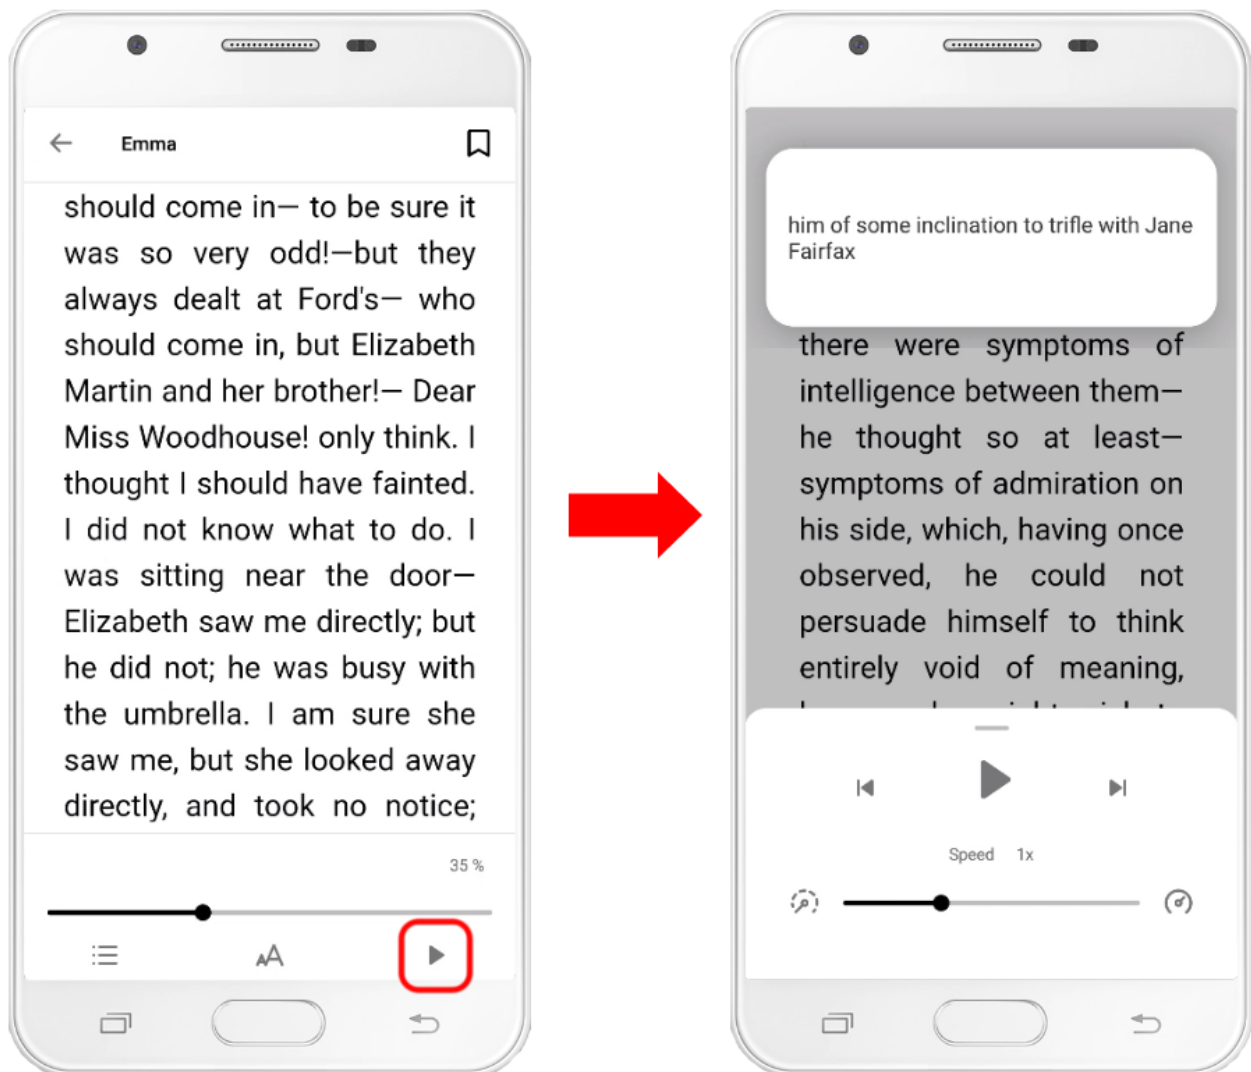 Emma
should come in— to be sure it
was so very odd!—but they
always dealt at Ford's— who
should come in, but Elizabeth
Martin and her brother!— Dear
Miss Woodhouse! only think. I
thought I should have fainted.
I did not know what to do. I
was sitting near the door—
Elizabeth saw me directly; but
he did not; he was busy with
the umbrella. I am sure she
saw me, but she looked away
directly, and took no notice;
35 %
AA
him of some inclination to trifle with Jane
Fairfax
there were symptoms of
intelligence between them—
he thought so at least—
symptoms of admiration on
his side, which, having once
observed, he could not
persuade himself to think
entirely void of meaning,
Speed 1x